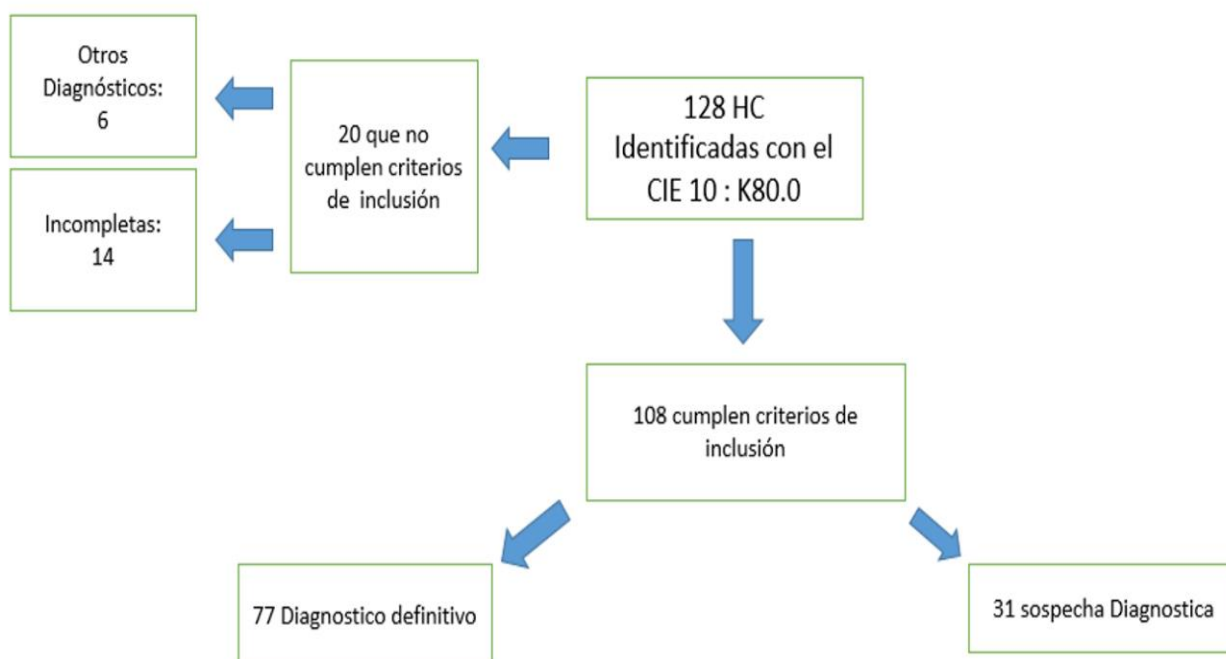 Otros
Diagnósticos:
6
Incompletas:
14
20 que no
cumplen criterios
de inclusión
128 HC
Identificadas con el
CIE 10 : K80.0
108 cumplen criterios de
inclusión
77 Diagnostico definitivo
31 sospecha Diagnostica